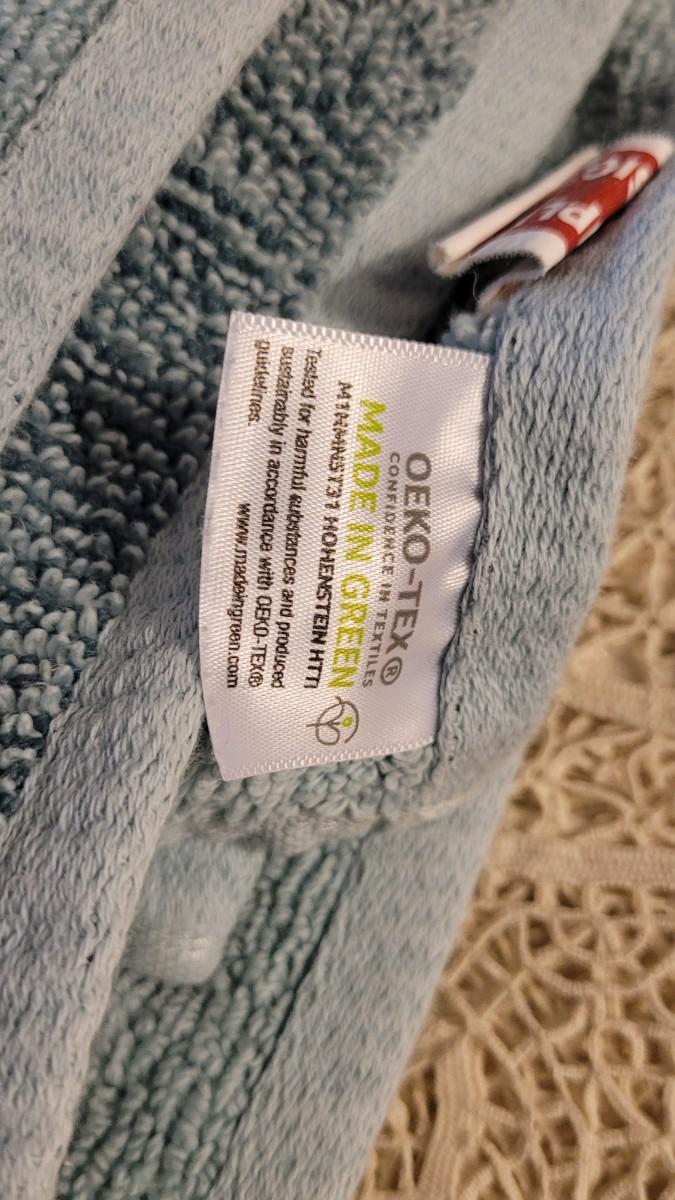 OEKO-TEX®
CONFIDENCE IN TEXTILES
MADE IN GREEN
M1NMNST31 HOHENSTEIN HTTI
Tested for harmful substances and produced
sustainably in accordance with OEKO-TEX®
guidelines. www.madeingreen.com